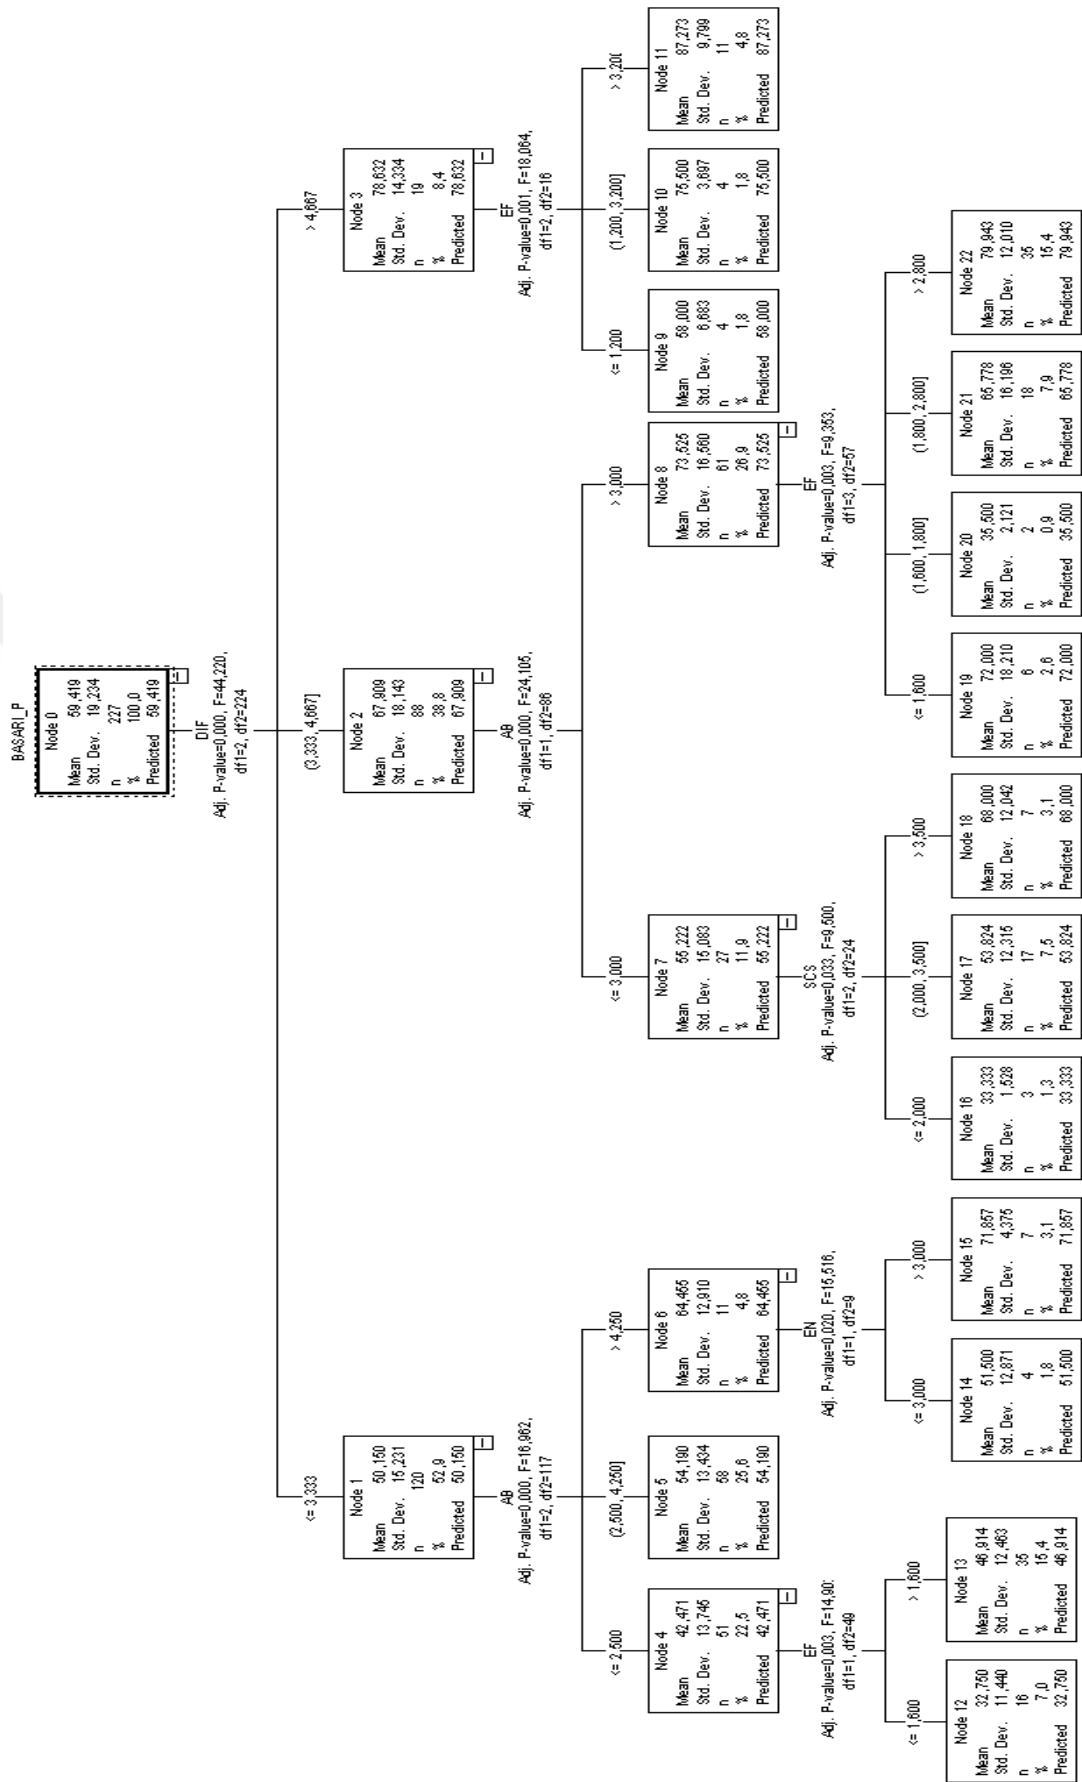 BASARI_P
Node 0
Mean 59,419
Std. Dev. 19,234
n 227
% 100,0
Predicted 59,419
DIF
Adj. P-value=0,000, F=44,220,
df1=2, df2=224
<= 3,333
(3,333, 4,667]
> 4,667
Node 1
Mean 50,150
Std. Dev. 15,231
n 120
% 52,9
Predicted 50,150
Node 2
Mean 67,909
Std. Dev. 18,143
n 88
% 38,8
Predicted 67,909
Node 3
Mean 78,632
Std. Dev. 14,334
n 19
% 8,4
Predicted 78,632
AB
Adj. P-value=0,000, F=16,962,
df1=2, df2=117
AB
Adj. P-value=0,000, F=24,105,
df1=1, df2=86
EF
Adj. P-value=0,001, F=18,064,
df1=2, df2=16
<= 2,500
(2,500, 4,250]
> 4,250
<= 3,000
> 3,000
<= 1,200
(1,200, 3,200]
> 3,200
Node 4
Mean 42,471
Std. Dev. 13,746
n 51
% 22,5
Predicted 42,471
Node 5
Mean 54,190
Std. Dev. 13,434
n 58
% 25,6
Predicted 54,190
Node 6
Mean 64,455
Std. Dev. 12,910
n 11
% 4,8
Predicted 64,455
Node 7
Mean 55,222
Std. Dev. 15,083
n 27
% 11,9
Predicted 55,222
Node 8
Mean 73,525
Std. Dev. 16,560
n 61
% 26,9
Predicted 73,525
Node 9
Mean 58,000
Std. Dev. 6,683
n 4
% 1,8
Predicted 58,000
Node 10
Mean 75,500
Std. Dev. 3,697
n 4
% 1,8
Predicted 75,500
Node 11
Mean 87,273
Std. Dev. 9,799
n 11
% 4,8
Predicted 87,273
EF
Adj. P-value=0,003, F=14,90
df1=1, df2=49
EN
Adj. P-value=0,020, F=15,516,
df1=1, df2=9
SCS
Adj. P-value=0,033, F=9,500,
df1=2, df2=24
EF
Adj. P-value=0,003, F=9,353,
df1=3, df2=57
<= 1,600
> 1,600
<= 3,000
> 3,000
<= 2,000
(2,000, 3,500]
> 3,500
<= 1,600
(1,600, 1,800]
(1,800, 2,800]
> 2,800
Node 12
Mean 32,750
Std. Dev. 11,440
n 16
% 7,0
Predicted 32,750
Node 13
Mean 46,914
Std. Dev. 12,463
n 35
% 15,4
Predicted 46,914
Node 14
Mean 51,500
Std. Dev. 12,871
n 4
% 1,8
Predicted 51,500
Node 15
Mean 71,857
Std. Dev. 4,375
n 7
% 3,1
Predicted 71,857
Node 16
Mean 33,333
Std. Dev. 1,528
n 3
% 1,3
Predicted 33,333
Node 17
Mean 53,824
Std. Dev. 12,315
n 17
% 7,5
Predicted 53,824
Node 18
Mean 68,000
Std. Dev. 12,042
n 7
% 3,1
Predicted 68,000
Node 19
Mean 72,000
Std. Dev. 18,210
n 6
% 2,6
Predicted 72,000
Node 20
Mean 35,500
Std. Dev. 2,121
n 2
% 0,9
Predicted 35,500
Node 21
Mean 65,778
Std. Dev. 16,196
n 18
% 7,9
Predicted 65,778
Node 22
Mean 79,943
Std. Dev. 12,010
n 35
% 15,4
Predicted 79,943